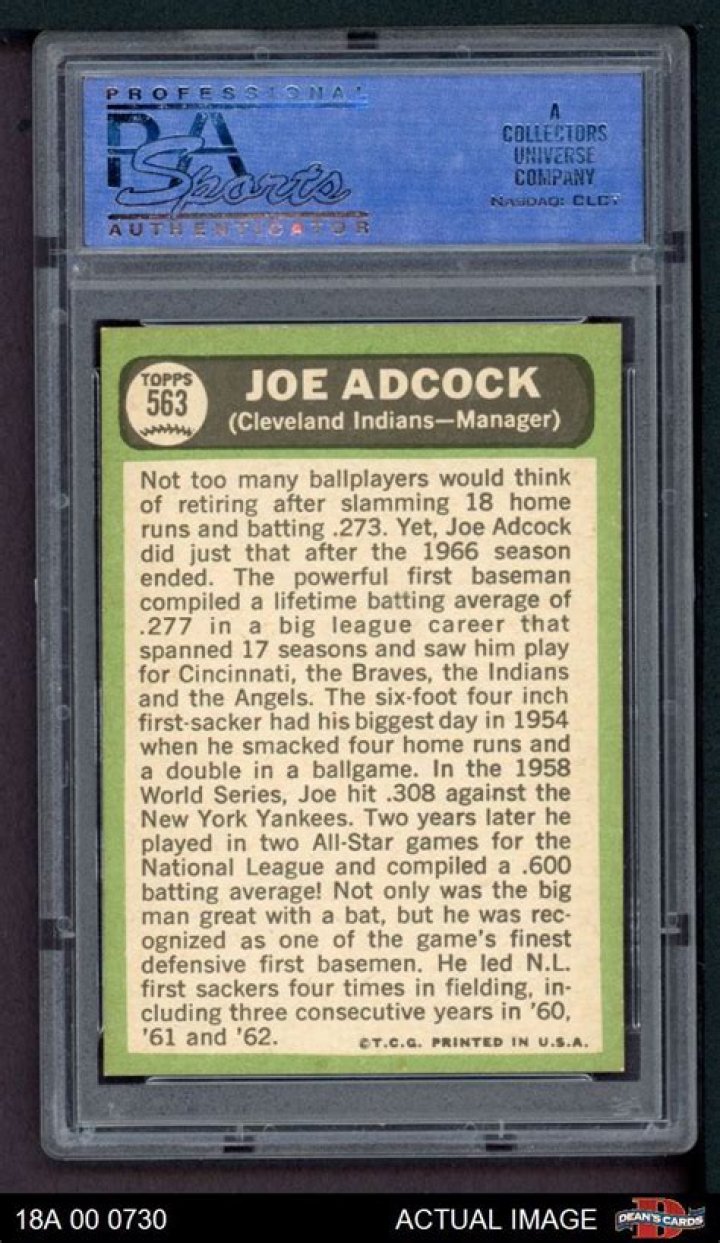 PROFESSIONAL
PSA
Sports
AUTHENTICATOR
A
COLLECTORS
UNIVERSE
COMPANY
NASDAQ: CLCT
TOPPS
563
JOE ADCOCK
(Cleveland Indians—Manager)
Not too many ballplayers would think
of retiring after slamming 18 home
runs and batting .273. Yet, Joe Adcock
did just that after the 1966 season
ended. The powerful first baseman
compiled a lifetime batting average of
.277 in a big league career that
spanned 17 seasons and saw him play
for Cincinnati, the Braves, the Indians
and the Angels. The six-foot four inch
first-sacker had his biggest day in 1954
when he smacked four home runs and
a double in a ballgame. In the 1958
World Series, Joe hit .308 against the
New York Yankees. Two years later he
played in two All-Star games for the
National League and compiled a .600
batting average! Not only was the big
man great with a bat, but he was rec-
ognized as one of the game's finest
defensive first basemen. He led N.L.
first sackers four times in fielding, in-
cluding three consecutive years in '60,
'61 and '62.
©T.C.G. PRINTED IN U.S.A.
18A 00 0730
ACTUAL IMAGE
DEAN'S CARDS